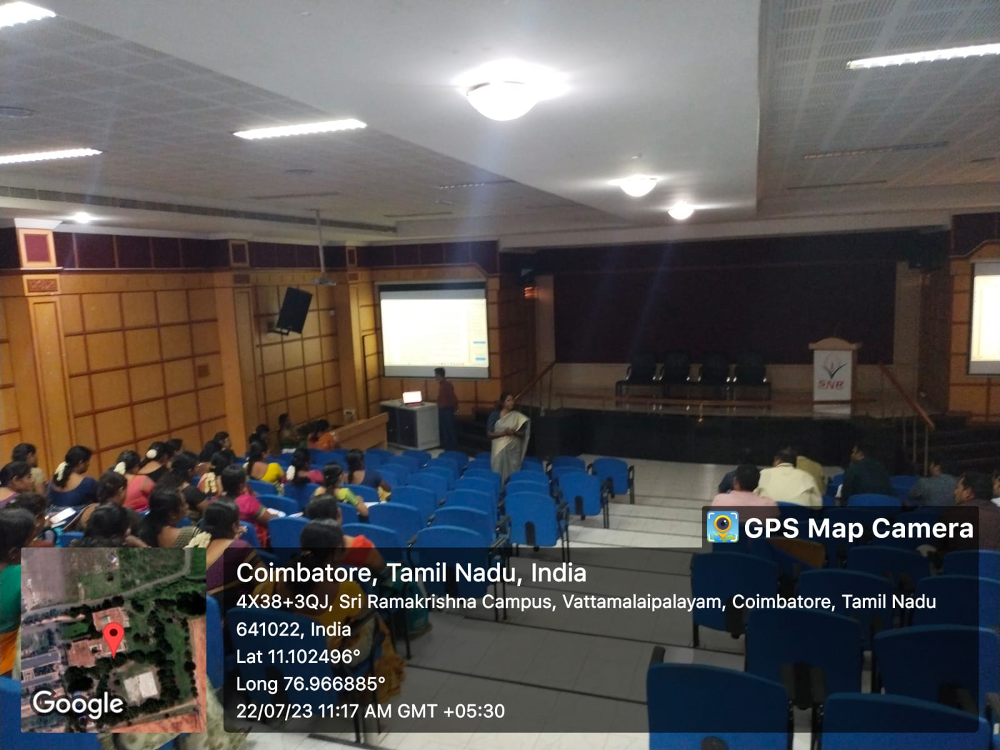 SNR
GPS Map Camera
Coimbatore, Tamil Nadu, India
4X38+3QJ, Sri Ramakrishna Campus, Vattamalaipalayam, Coimbatore, Tamil Nadu
641022, India
Lat 11.102496°
Long 76.966885°
22/07/23 11:17 AM GMT +05:30
Google